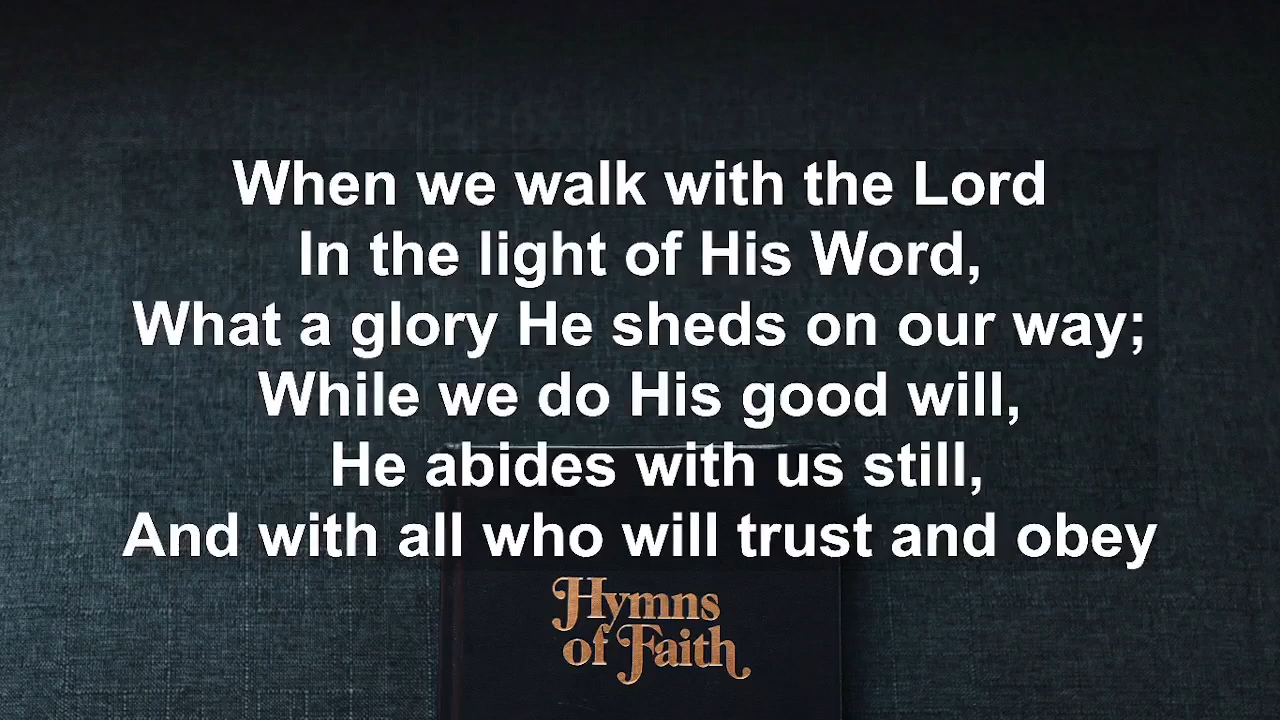 When we walk with the Lord
In the light of His Word,
What a glory He sheds on our way;
While we do His good will,
He abides with us still,
And with all who will trust and obey
Hymns
of Faith